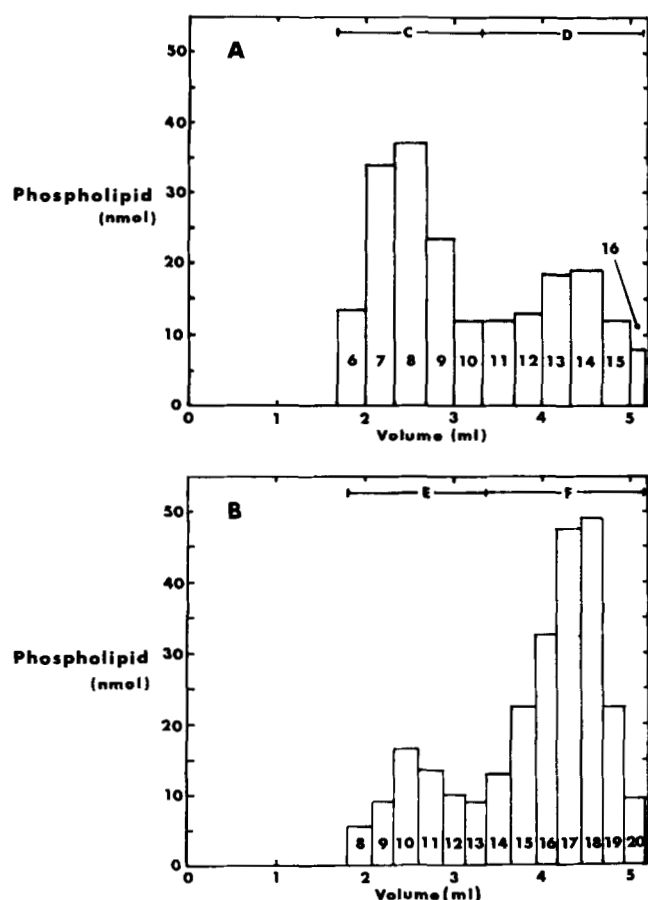 A
C
D
50
40
30
20
10
0
Phospholipid
(nmol)
16
6 7 8 9 10 11 12 13 14 15
0 1 2 3 4 5
Volume (ml)
B
E
F
50
40
30
20
10
0
Phospholipid
(nmol)
8 9 10 11 12 13 14 15 16 17 18 19 20
0 1 2 3 4 5
Volume (ml)